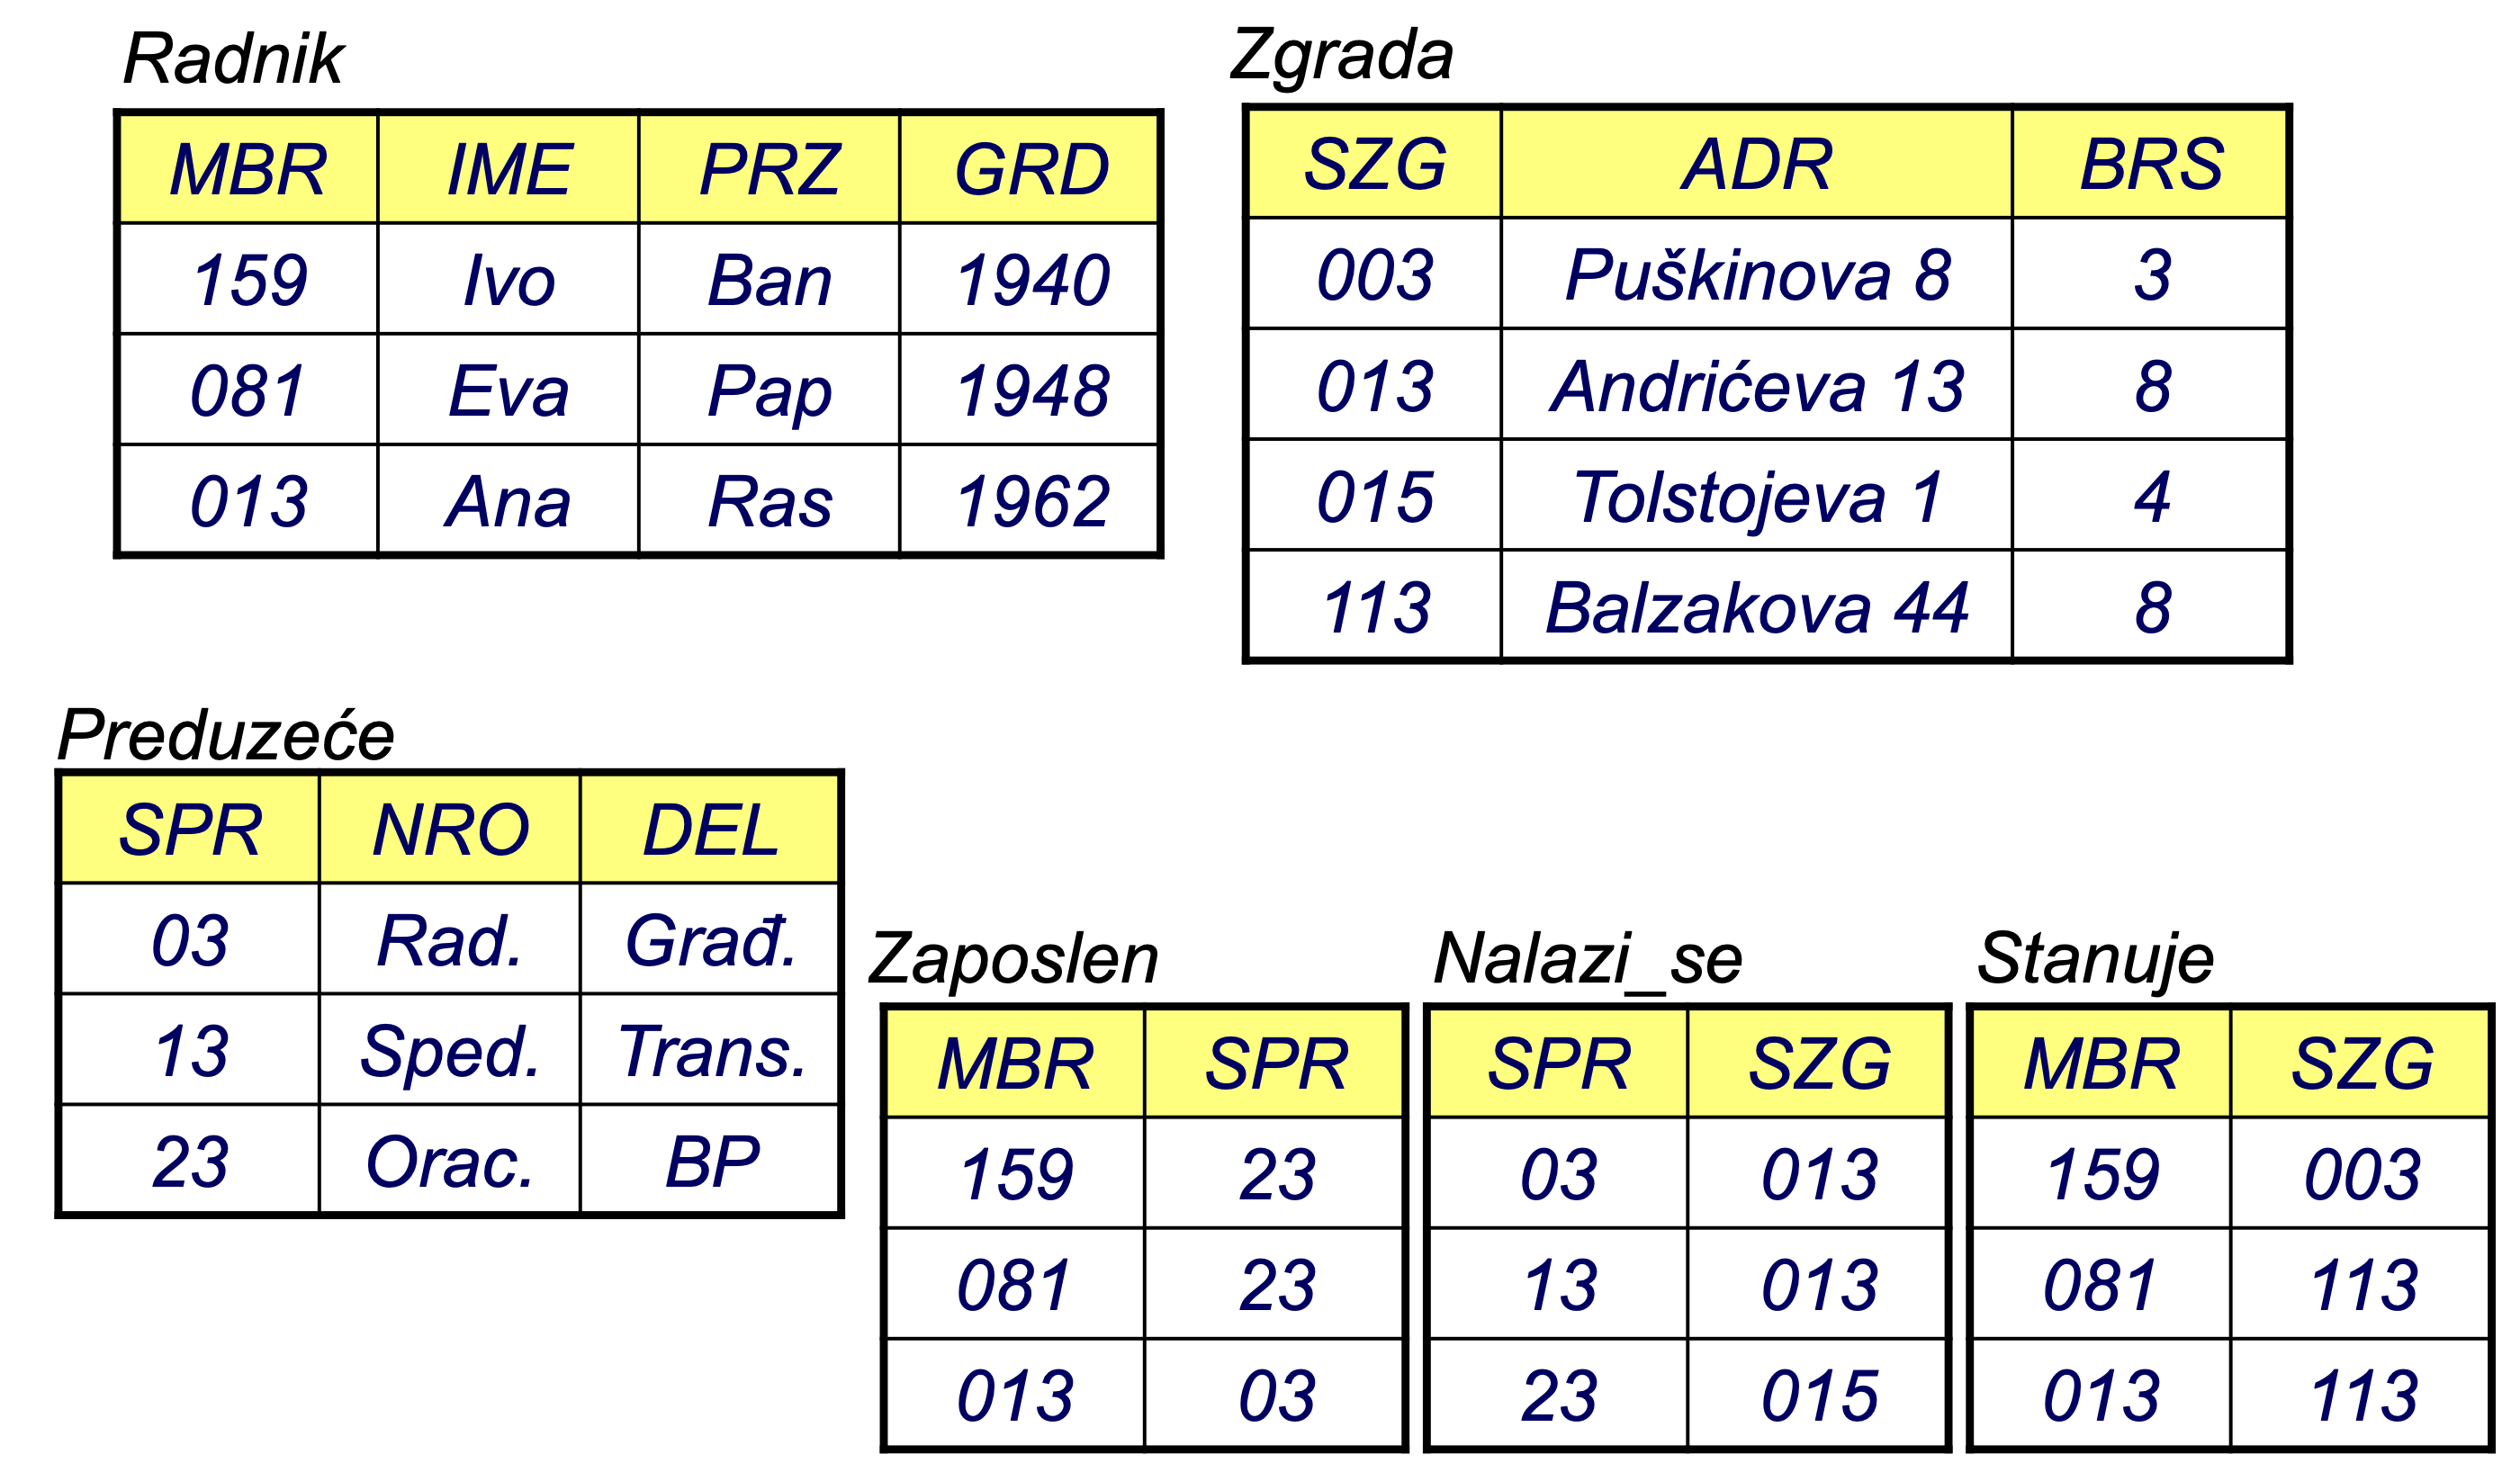 Radnik
MBR IME PRZ GRD
159 Ivo Ban 1940
081 Eva Pap 1948
013 Ana Ras 1962
Zgrada
SZG ADR BRS
003 Puškinova 8 3
013 Andrićeva 13 8
015 Tolstojeva 1 4
113 Balzakova 44 8
Preduzeće
SPR NRO DEL
03 Rad. Građ.
13 Sped. Trans.
23 Orac. BP
Zaposlen
MBR SPR
159 23
081 23
013 03
Nalazi_se
SPR SZG
03 013
13 013
23 015
Stanuje
MBR SZG
159 003
081 113
013 113